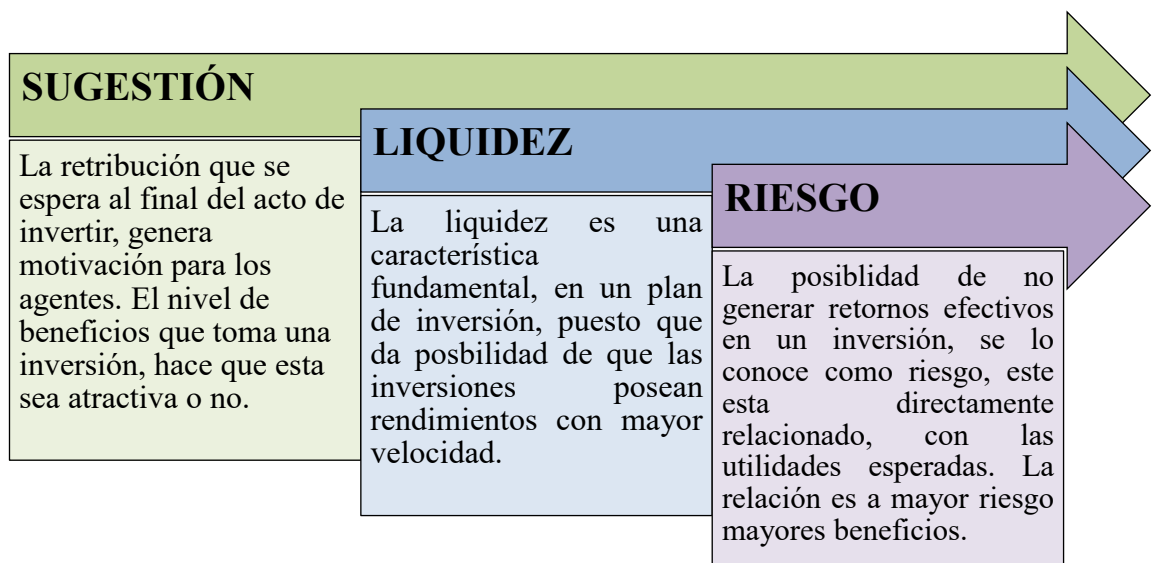 SUGESTIÓN
La retribución que se
espera al final del acto de
invertir, genera
motivación para los
agentes. El nivel de
beneficios que toma una
inversión, hace que esta
sea atractiva o no.
LIQUIDEZ
La liquidez es una
característica
fundamental, en un plan
de inversión, puesto que
da posbilidad de que las
inversiones posean
rendimientos con mayor
velocidad.
RIESGO
La posiblidad de no
generar retornos efectivos
en un inversión, se lo
conoce como riesgo, este
esta directamente
relacionado, con las
utilidades esperadas. La
relación es a mayor riesgo
mayores beneficios.